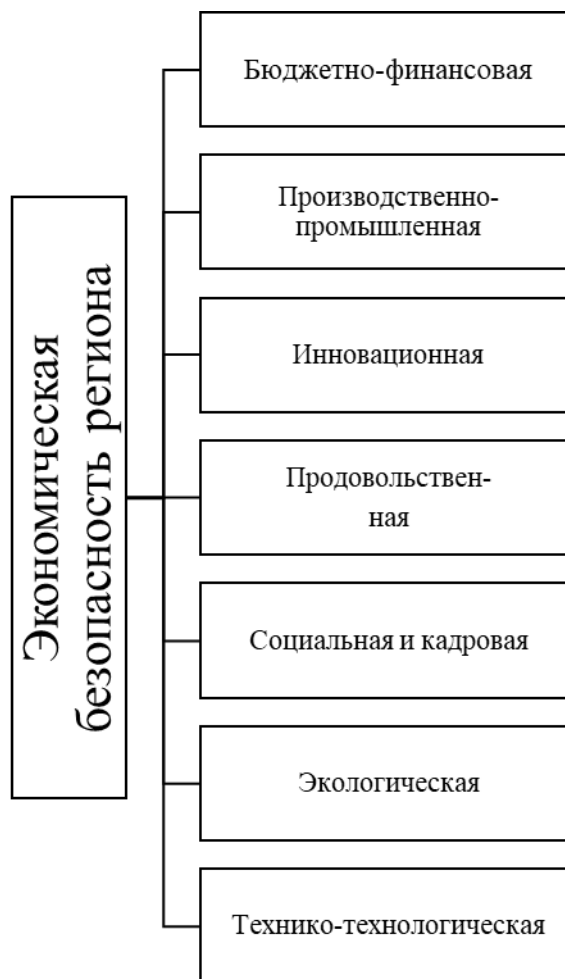 Экономическая
безопасность региона
Бюджетно-финансовая
Производственно-
промышленная
Инновационная
Продовольствен-
ная
Социальная и кадровая
Экологическая
Технико-технологическая